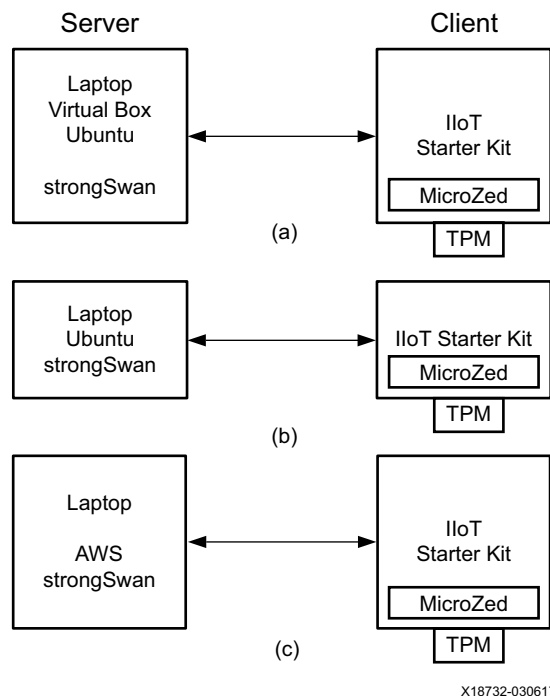 Server
Client
Laptop
Virtual Box
Ubuntu
strongSwan
IIoT
Starter Kit
MicroZed
TPM
(a)
Laptop
Ubuntu
strongSwan
IIoT Starter Kit
MicroZed
TPM
(b)
Laptop
AWS
strongSwan
IIoT
Starter Kit
MicroZed
TPM
(c)